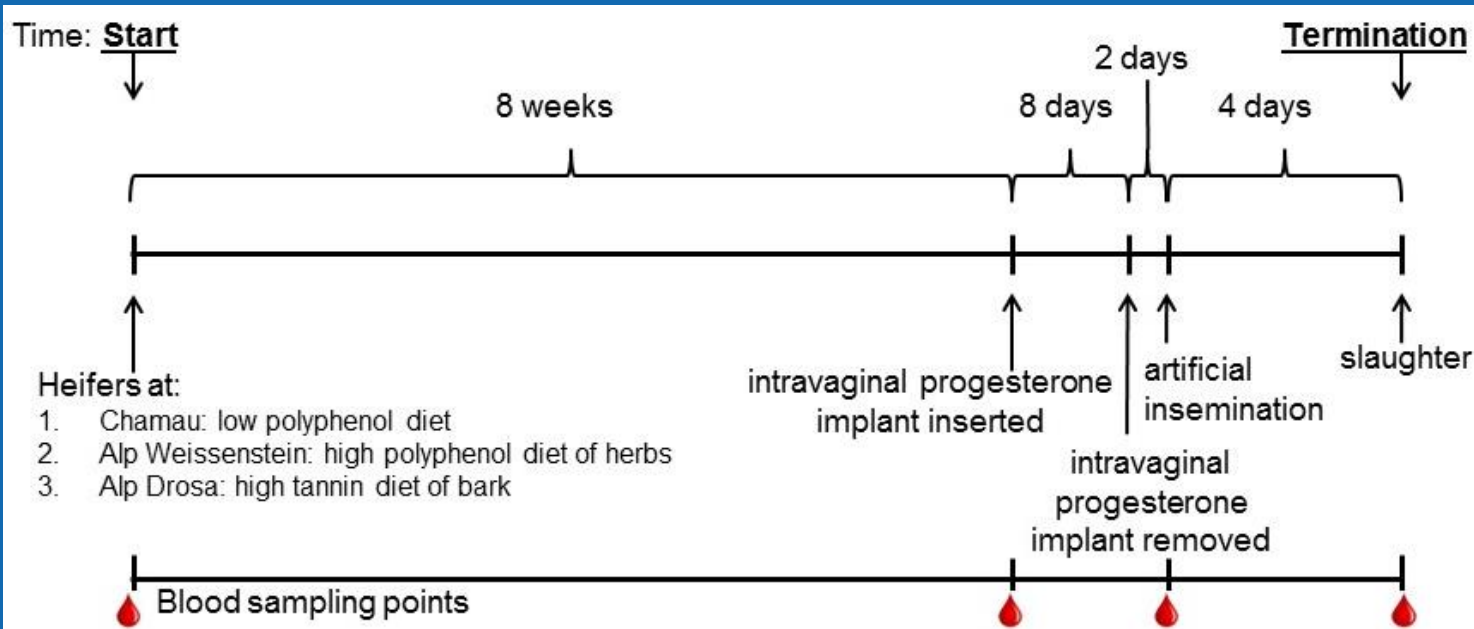 Time: Start
Termination
2 days
8 weeks
8 days
4 days
Heifers at:
1. Chamau: low polyphenol diet
2. Alp Weissenstein: high polyphenol diet of herbs
3. Alp Drosa: high tannin diet of bark
intravaginal progesterone
implant inserted
intravaginal
progesterone
implant removed
artificial
insemination
slaughter
Blood sampling points